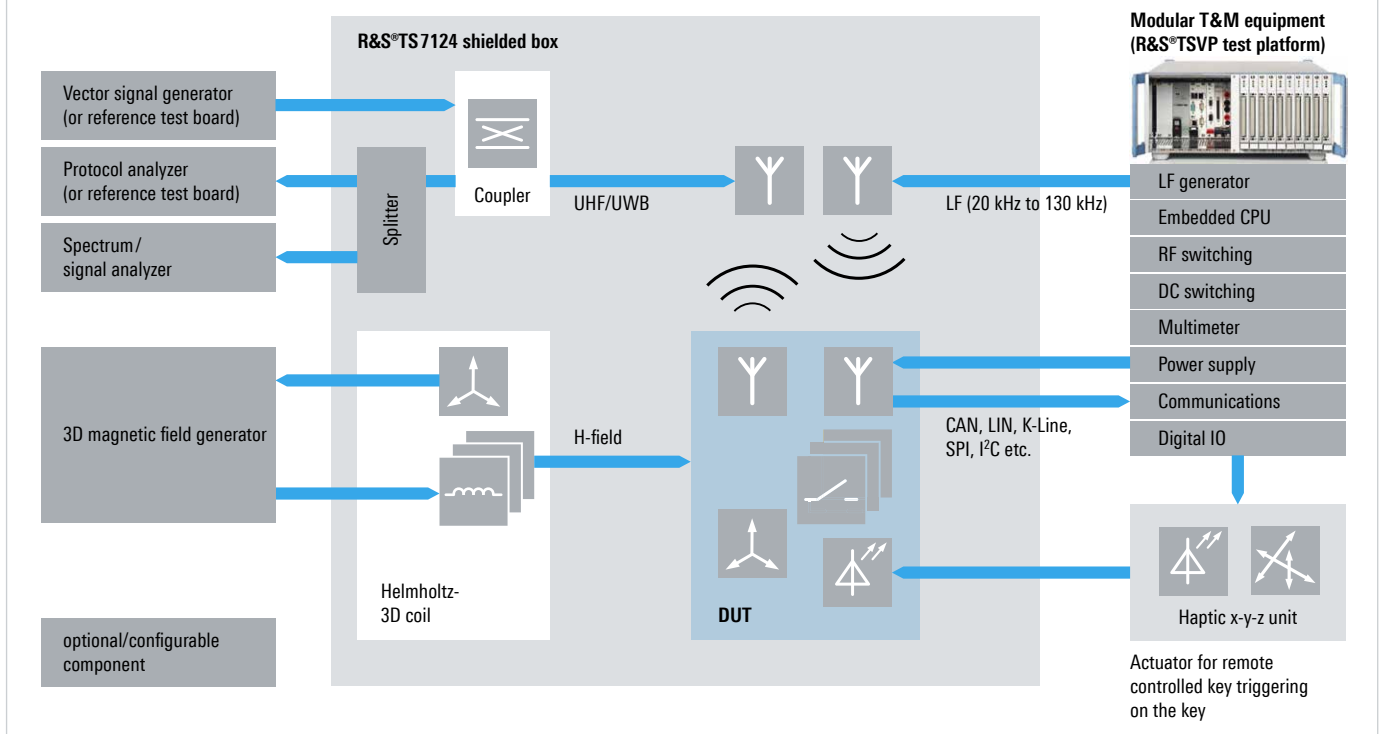 Modular T&M equipment
(R&S®TSVP test platform)
R&S®TS7124 shielded box
Vector signal generator
(or reference test board)
Protocol analyzer
(or reference test board)
Spectrum/
signal analyzer
Splitter
Coupler
UHF/UWB
LF (20 kHz to 130 kHz)
LF generator
Embedded CPU
RF switching
DC switching
Multimeter
Power supply
Communications
Digital IO
3D magnetic field generator
H-field
CAN, LIN, K-Line,
SPI, I²C etc.
Helmholtz-
3D coil
DUT
Haptic x-y-z unit
optional/configurable
component
Actuator for remote
controlled key triggering
on the key